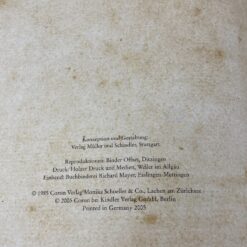 Konzeption und Gestaltung:
Verlag Müller und Schindler, Stuttgart.
Reproduktionen: Binder Offset, Dätzingen
Druck: Holzer Druck und Medien, Weiler im Allgäu
Einband: Buchbinderei Richard Mayer, Esslingen-Mettingen
© 1985 Coron Verlag Monika Schoeller & Co., Lachen am Zürichsee
© 2005 Coron bei Kindler Verlag GmbH, Berlin
Printed in Germany 2005